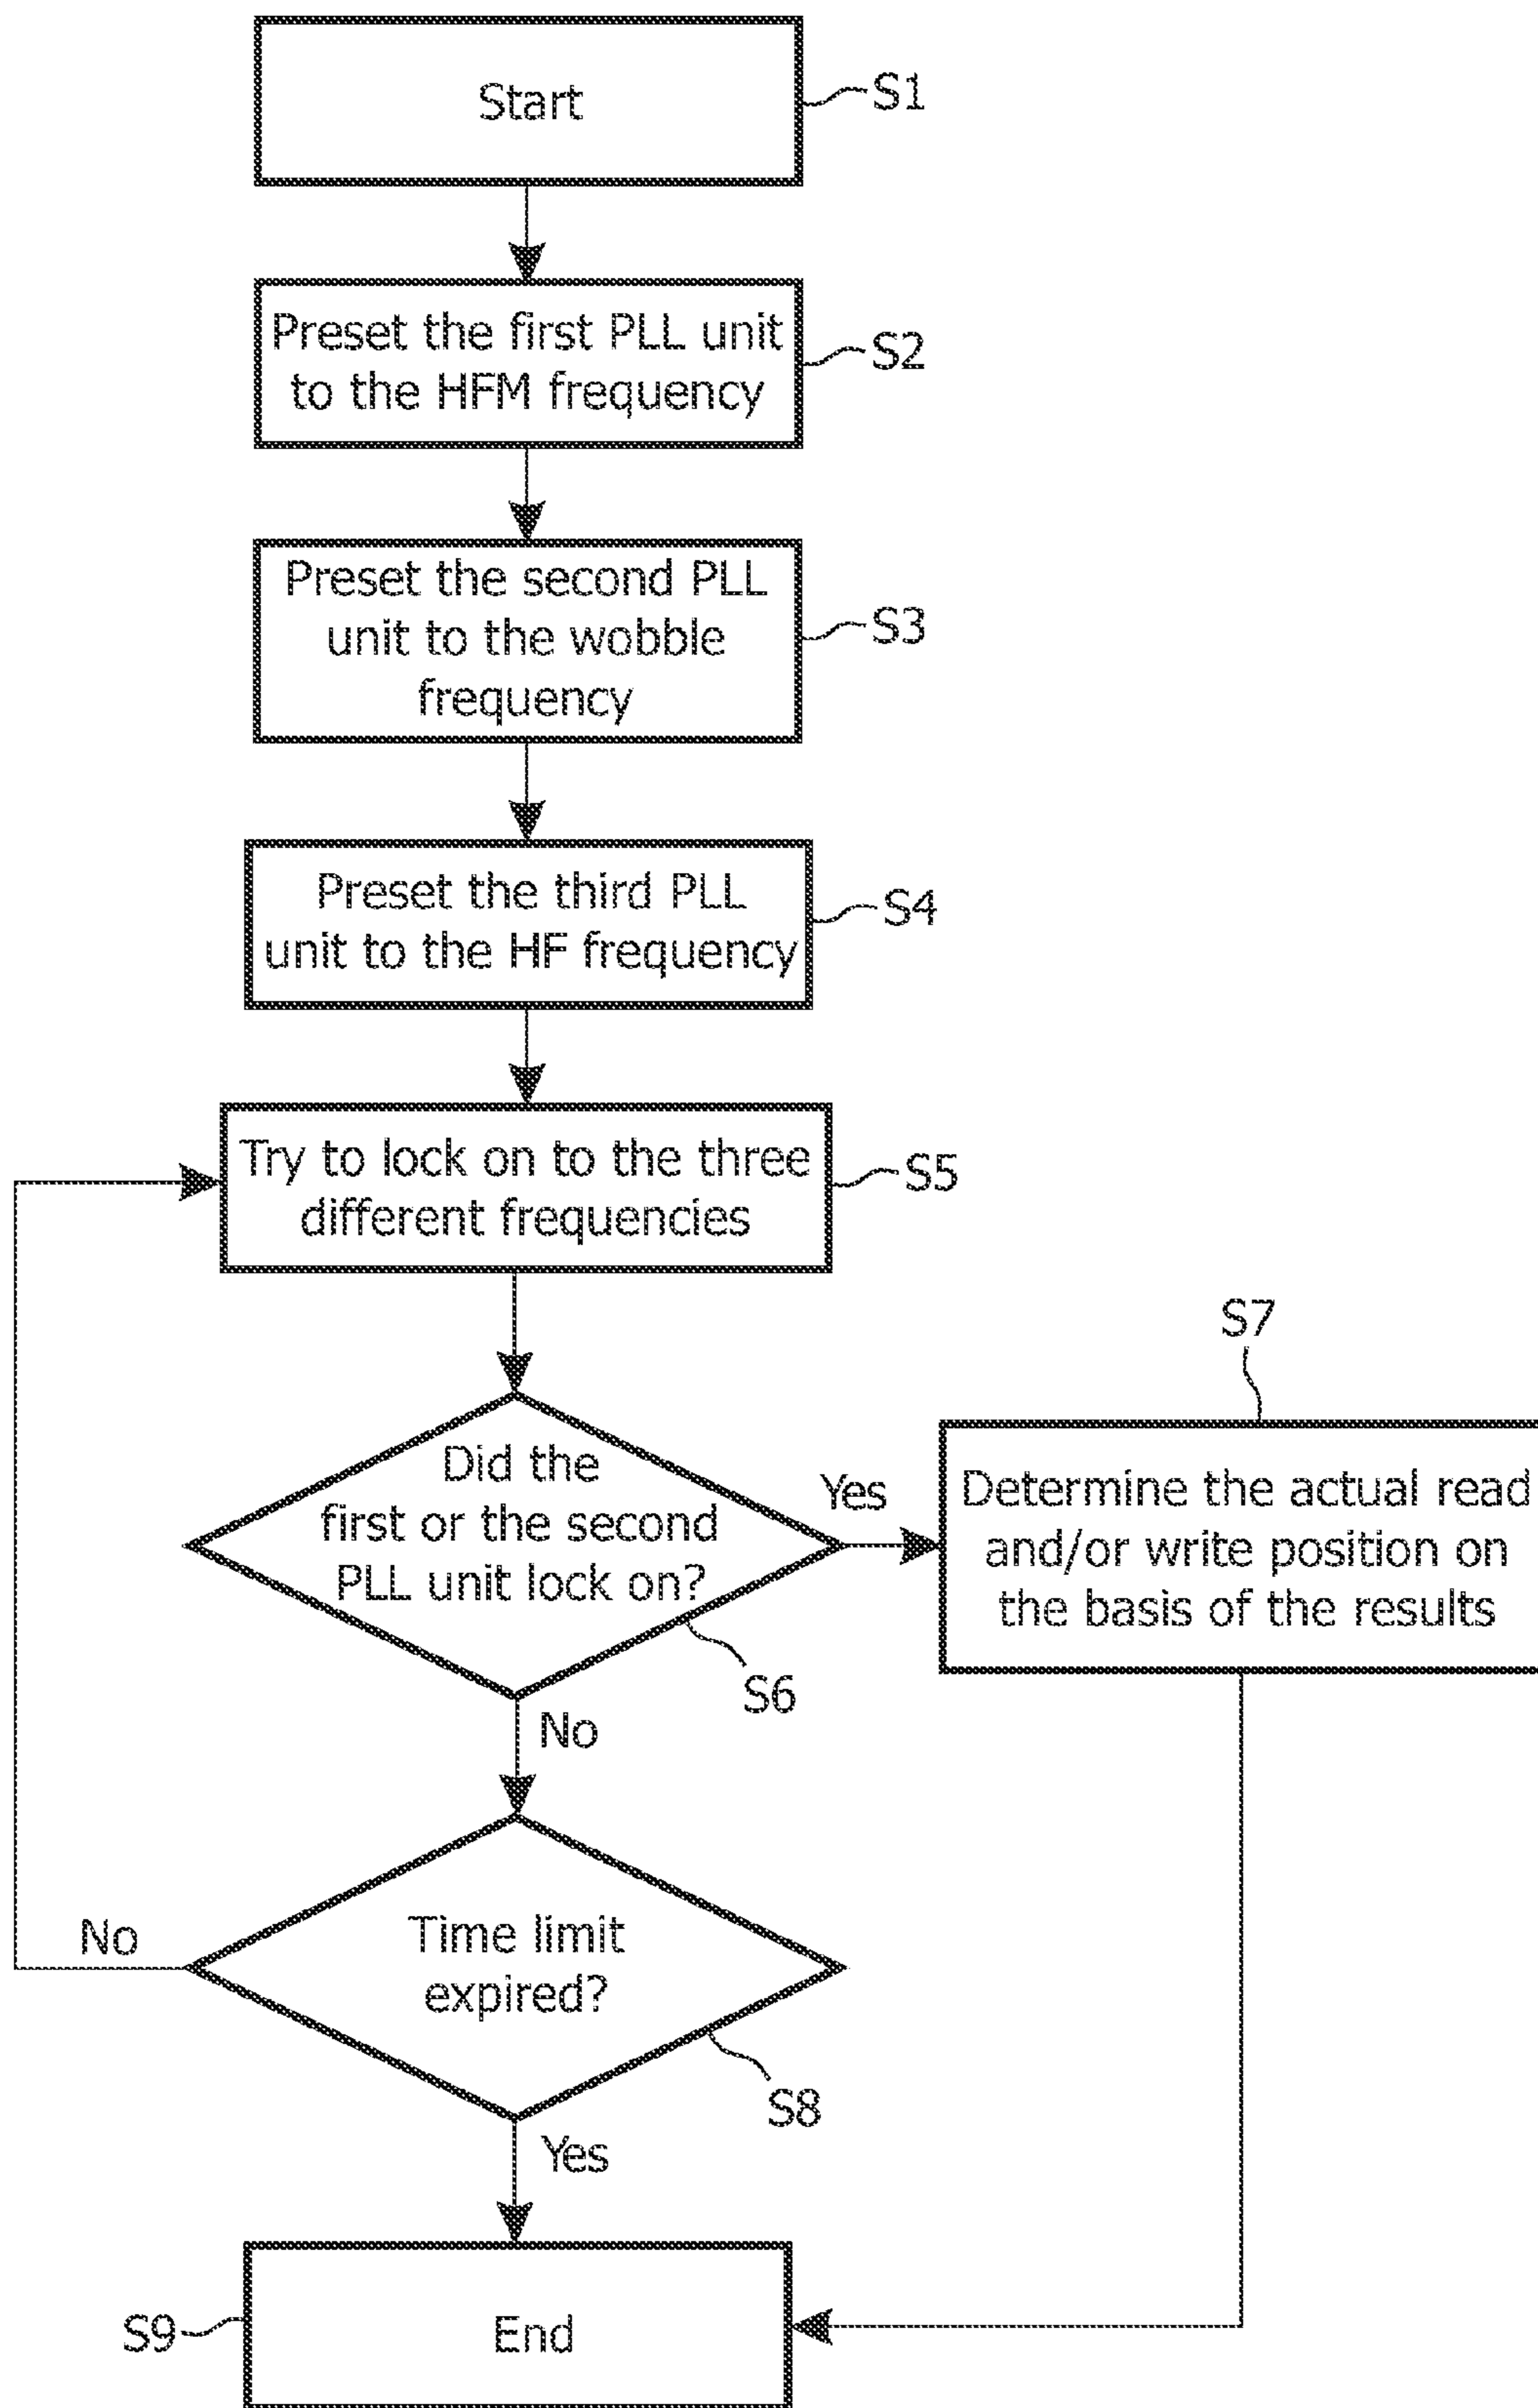 Start
S1
Preset the first PLL unit
to the HFM frequency
S2
Preset the second PLL
unit to the wobble
frequency
S3
Preset the third PLL
unit to the HF frequency
S4
Try to lock on to the three
different frequencies
S5
Did the
first or the second
PLL unit lock on?
S6
Yes
S7
Determine the actual read
and/or write position on
the basis of the results
No
Time limit
expired?
S8
No
Yes
End
S9